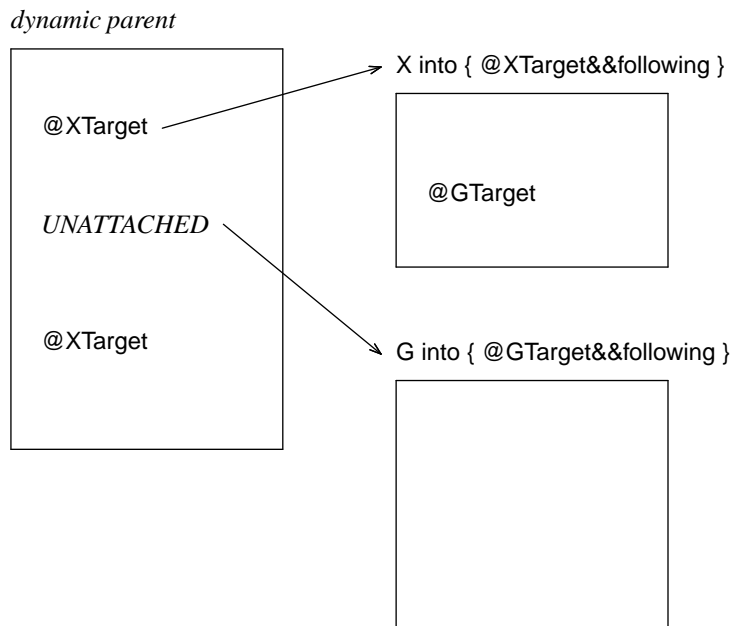 dynamic parent
X into { @XTarget&&following }
@XTarget
@GTarget
UNATTACHED
@XTarget
G into { @GTarget&&following }